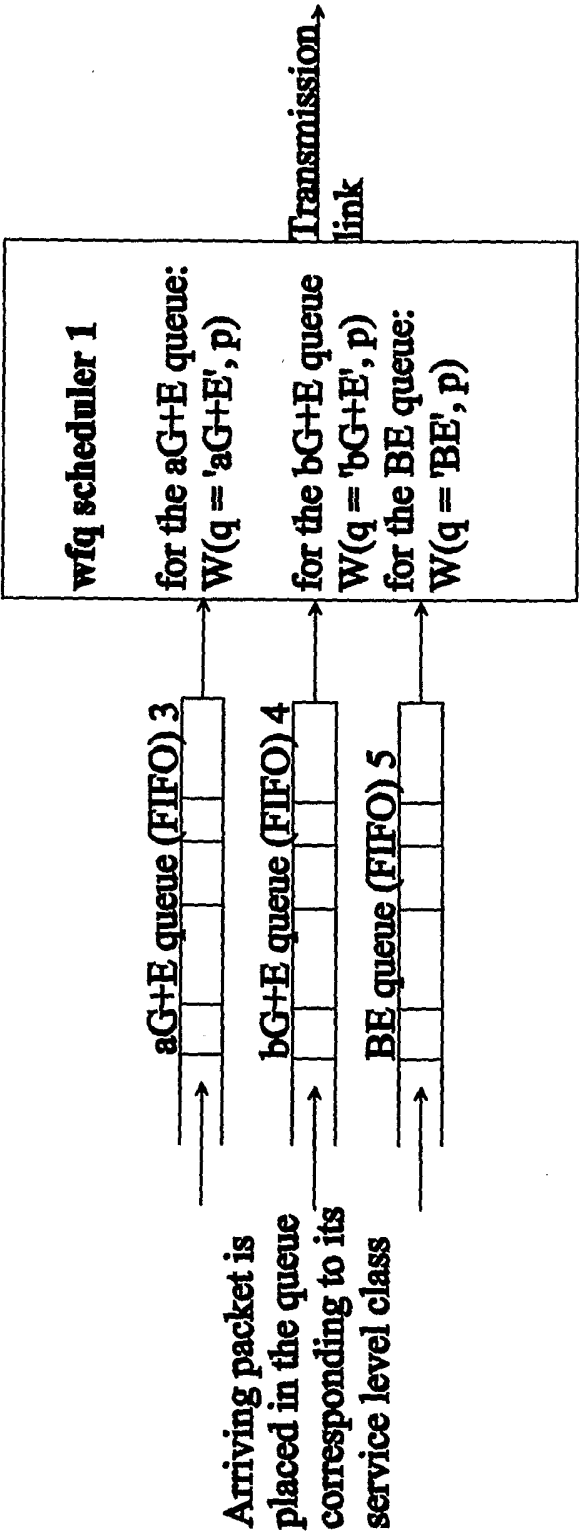 Arriving packet is
placed in the queue
corresponding to its
service level class
aG+E queue (FIFO) 3
bG+E queue (FIFO) 4
BE queue (FIFO) 5
wfq scheduler 1
for the aG+E queue:
W(q = 'aG+E', p)
for the bG+E queue
W(q = 'bG+E', p)
for the BE queue:
W(q = 'BE', p)
Transmission
link